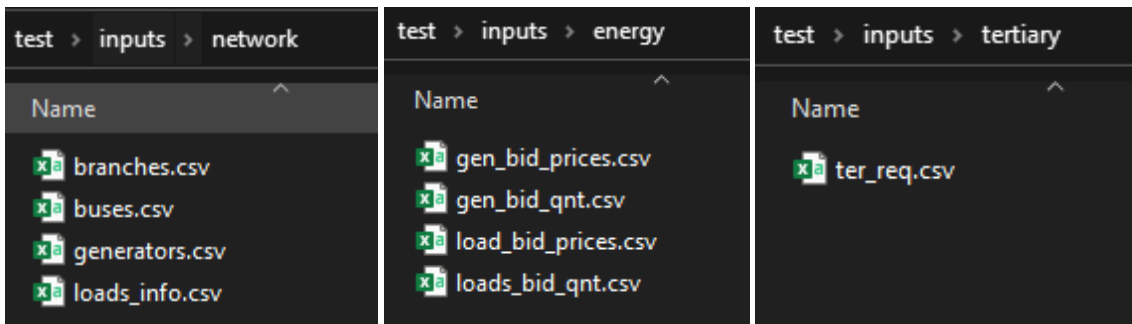 test > inputs > network
Name
branches.csv
buses.csv
generators.csv
loads_info.csv
test > inputs > energy
Name
gen_bid_prices.csv
gen_bid_qnt.csv
load_bid_prices.csv
loads_bid_qnt.csv
test > inputs > tertiary
Name
ter_req.csv